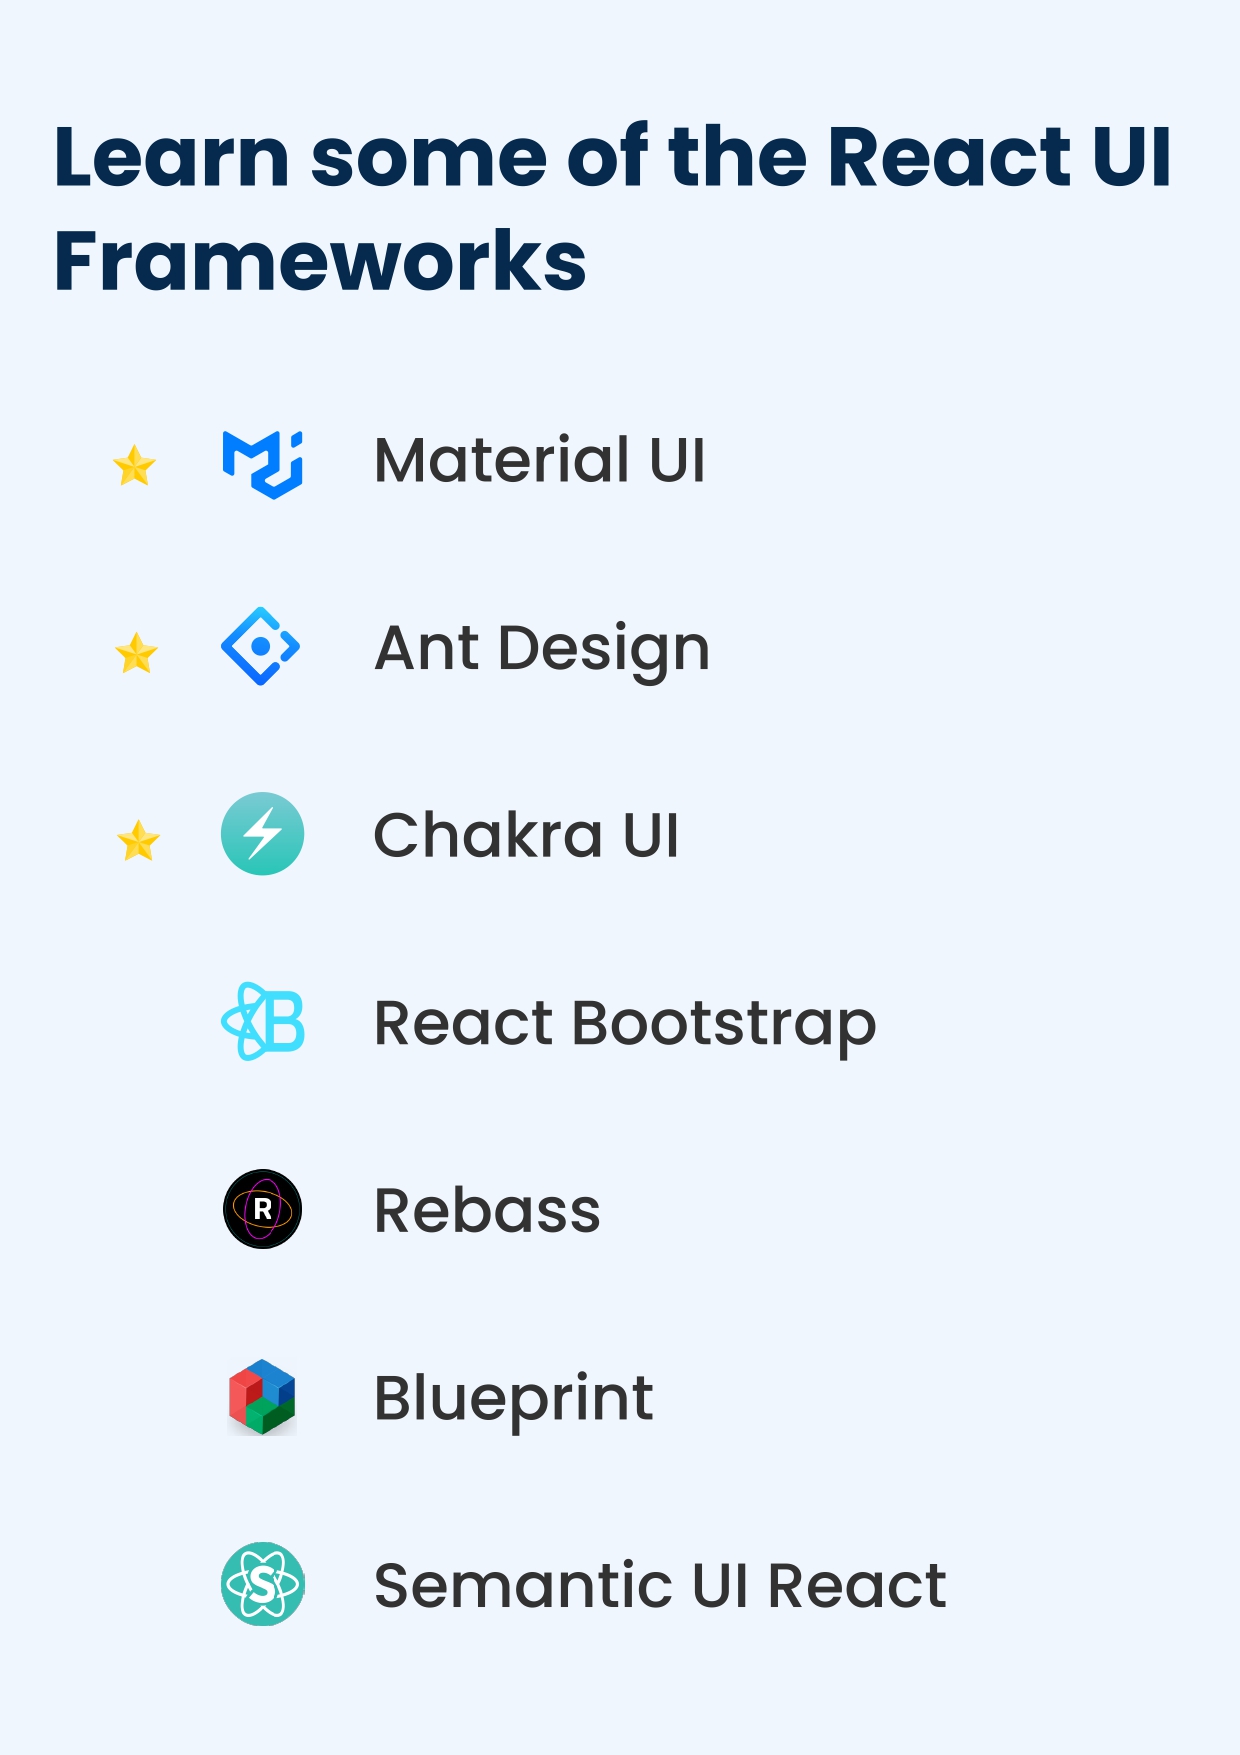 Learn some of the React UI
Frameworks
Material UI
Ant Design
Chakra UI
React Bootstrap
R
Rebass
Blueprint
S
Semantic UI React